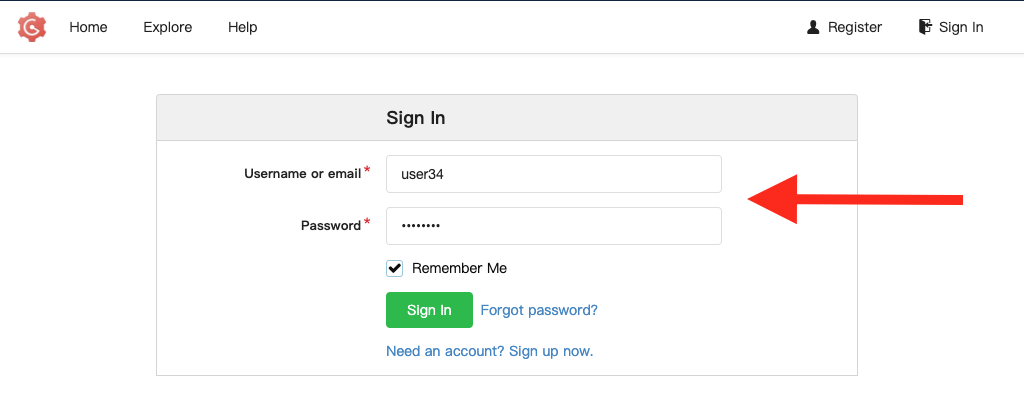 Home Explore Help Register Sign In
Sign In
Username or email* user34
Password* ••••••••
Remember Me
Sign In Forgot password?
Need an account? Sign up now.